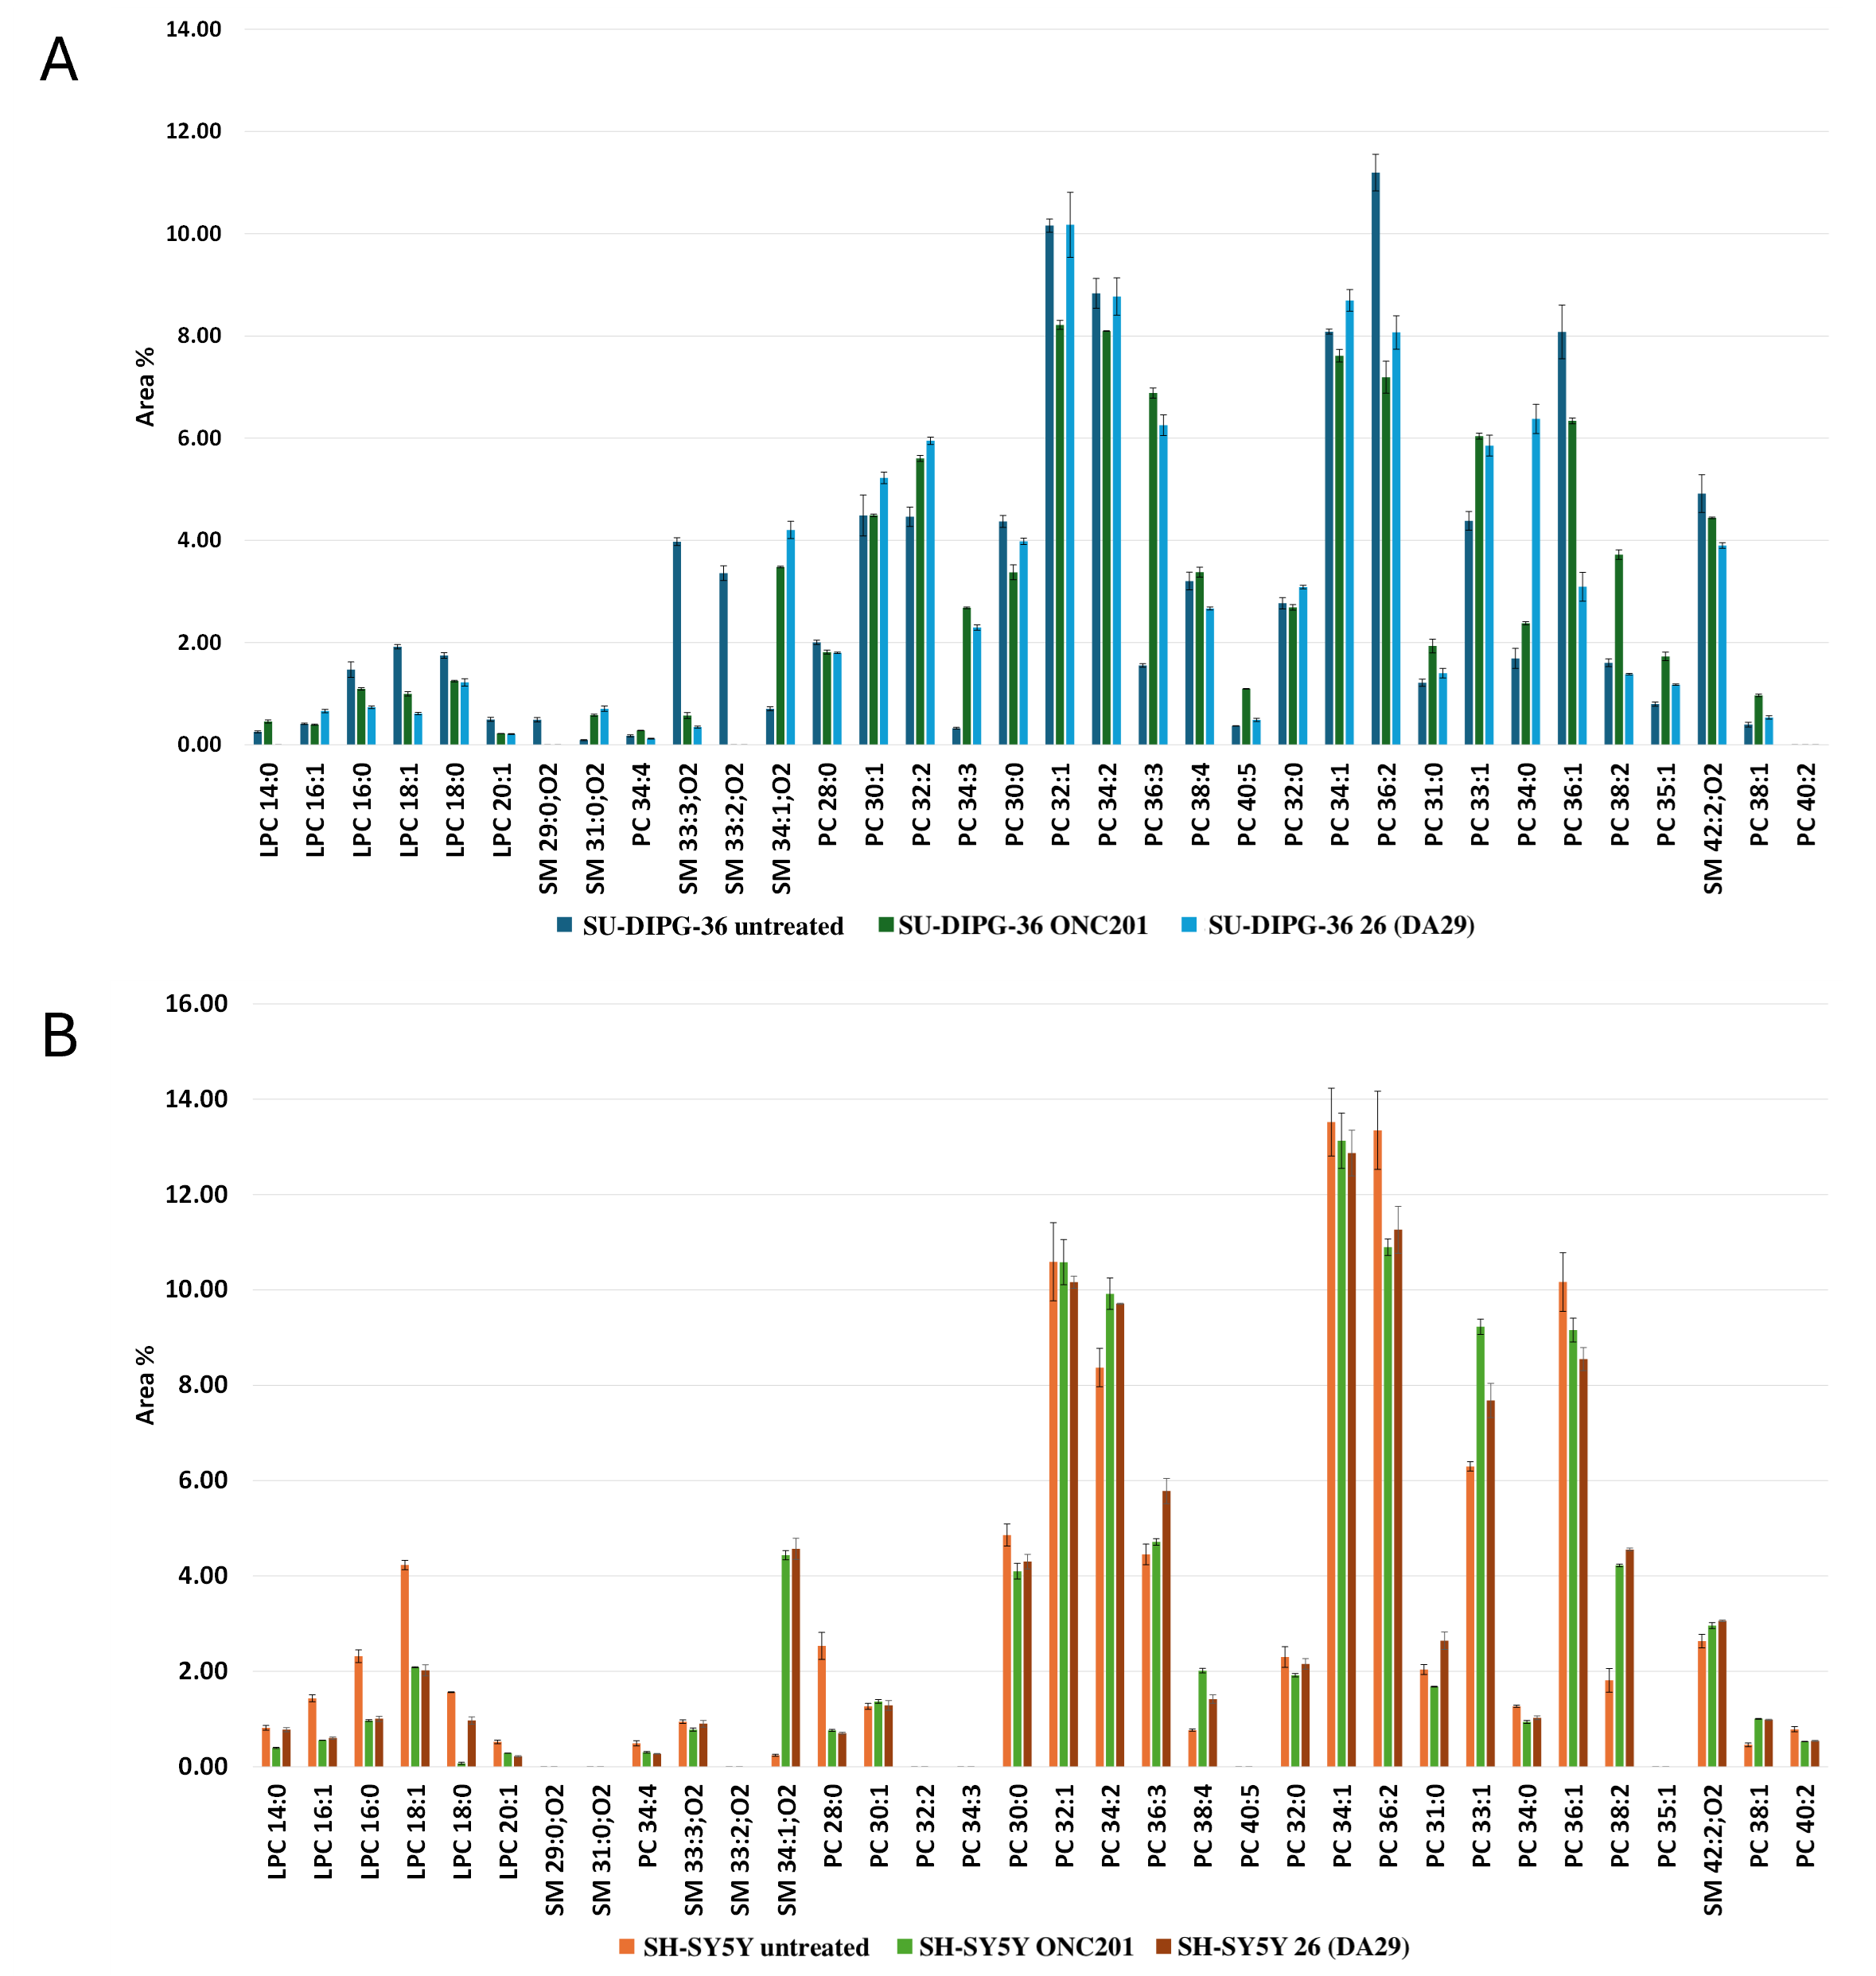 A
14.00
12.00
10.00
8.00
6.00
4.00
2.00
0.00
Area %
LPC 14:0
LPC 16:1
LPC 16:0
LPC 18:1
LPC 18:0
LPC 20:1
SM 29:0;O2
SM 31:0;O2
PC 34:4
SM 33:3;O2
SM 33:2;O2
SM 34:1;O2
PC 28:0
PC 30:1
PC 32:2
PC 34:3
PC 30:0
PC 32:1
PC 34:2
PC 36:3
PC 38:4
PC 40:5
PC 32:0
PC 34:1
PC 36:2
PC 31:0
PC 33:1
PC 34:0
PC 36:1
PC 38:2
PC 35:1
SM 42:2;O2
PC 38:1
PC 40:2
SU-DIPG-36 untreated SU-DIPG-36 ONC201 SU-DIPG-36 26 (DA29)
B
16.00
14.00
12.00
10.00
8.00
6.00
4.00
2.00
0.00
Area %
LPC 14:0
LPC 16:1
LPC 16:0
LPC 18:1
LPC 18:0
LPC 20:1
SM 29:0;O2
SM 31:0;O2
PC 34:4
SM 33:3;O2
SM 33:2;O2
SM 34:1;O2
PC 28:0
PC 30:1
PC 32:2
PC 34:3
PC 30:0
PC 32:1
PC 34:2
PC 36:3
PC 38:4
PC 40:5
PC 32:0
PC 34:1
PC 36:2
PC 31:0
PC 33:1
PC 34:0
PC 36:1
PC 38:2
PC 35:1
SM 42:2;O2
PC 38:1
PC 40:2
SH-SY5Y untreated SH-SY5Y ONC201 SH-SY5Y 26 (DA29)